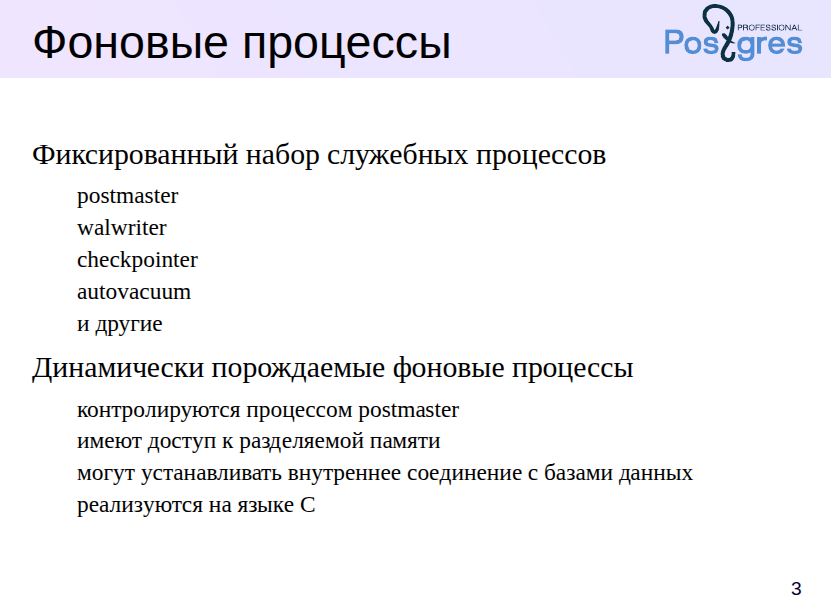 Фоновые процессы
PROFESSIONAL
Postgres
Фиксированный набор служебных процессов
postmaster
walwriter
checkpointer
autovacuum
и другие
Динамически порождаемые фоновые процессы
контролируются процессом postmaster
имеют доступ к разделяемой памяти
могут устанавливать внутреннее соединение с базами данных
реализуются на языке C
3